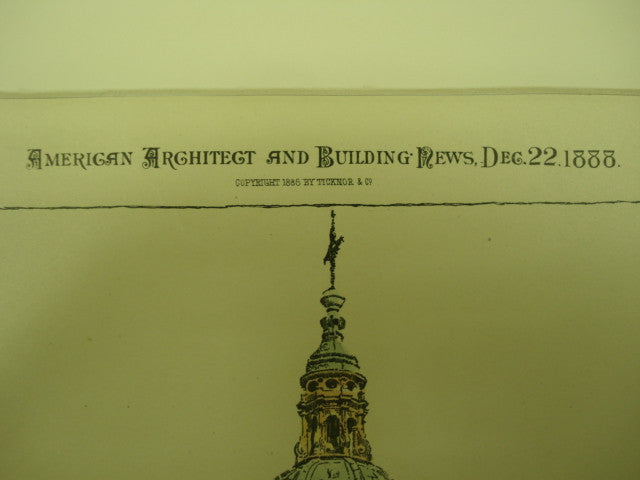 AMERICAN ARCHITECT AND BUILDING NEWS, DEC. 22. 1888.
COPYRIGHT 1888 BY TICKNOR & CO